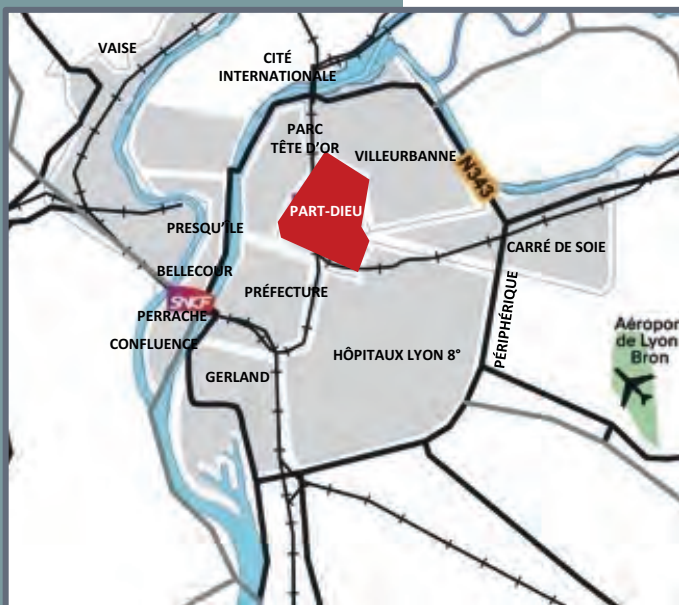 VAISE
CITÉ
INTERNATIONALE
PARC
TÊTE D'OR
VILLEURBANNE
N343
PART-DIEU
PRESQU'ÎLE
CARRÉ DE SOIE
BELLECOUR
PRÉFECTURE
SNCF
PERRACHE
PÉRIPHÉRIQUE
CONFLUENCE
HÔPITAUX LYON 8°
Aéropor
de Lyon
Bron
GERLAND